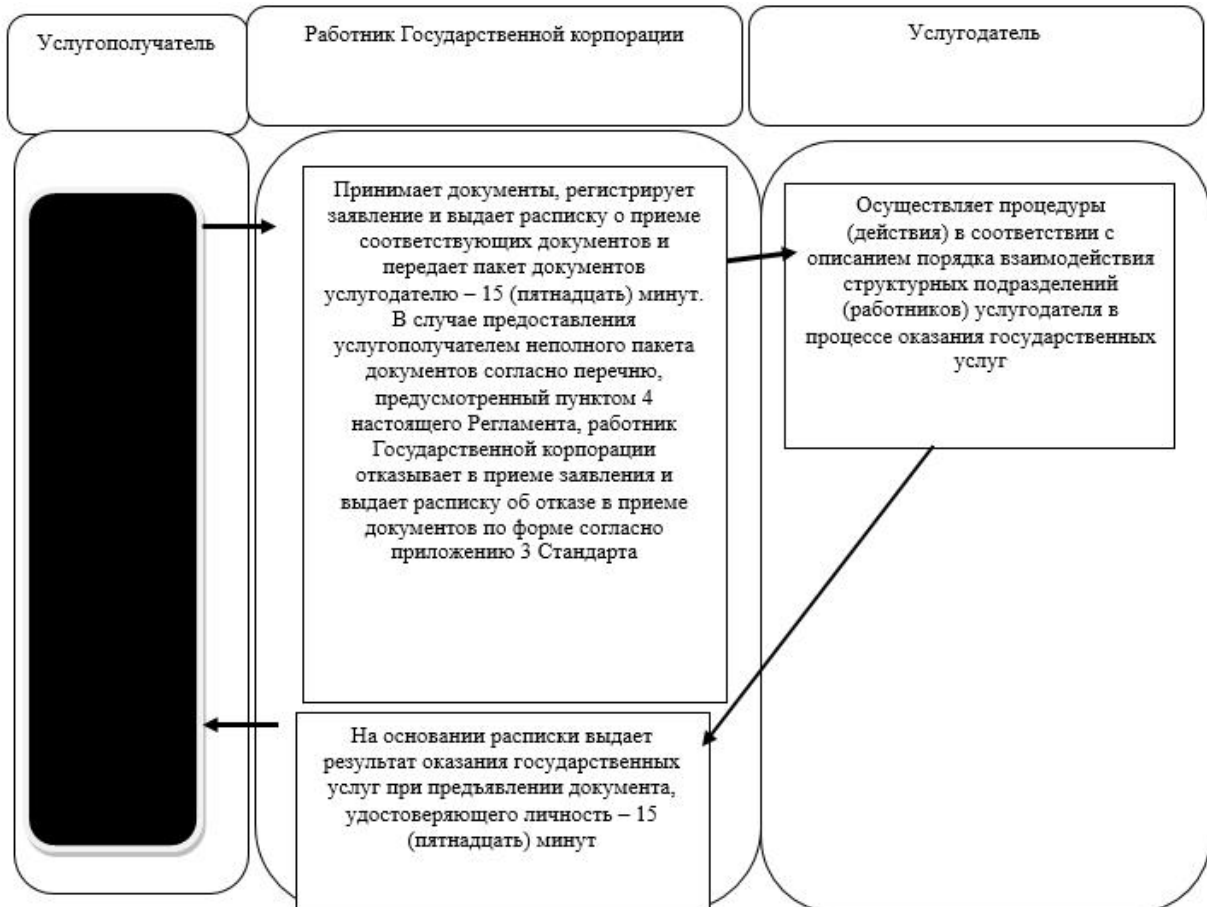 Услугополучатель
Работник Государственной корпорации
Услугодатель
Принимает документы, регистрирует
заявление и выдает расписку о приеме
соответствующих документов и
передает пакет документов
услугодателю – 15 (пятнадцать) минут.
В случае предоставления
услугополучателем неполного пакета
документов согласно перечню,
предусмотренный пунктом 4
настоящего Регламента, работник
Государственной корпорации
отказывает в приеме заявления и
выдает расписку об отказе в приеме
документов по форме согласно
приложению 3 Стандарта
Осуществляет процедуры
(действия) в соответствии с
описанием порядка взаимодействия
структурных подразделений
(работников) услугодателя в
процессе оказания государственных
услуг
На основании расписки выдает
результат оказания государственных
услуг при предъявлении документа,
удостоверяющего личность – 15
(пятнадцать) минут